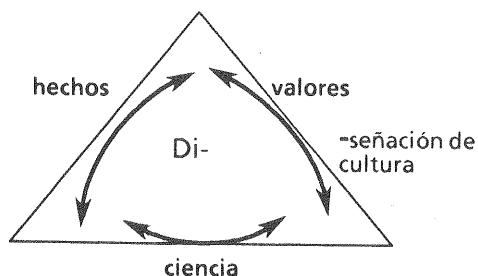 hechos
valores
Di-
-señación de
cultura
ciencia